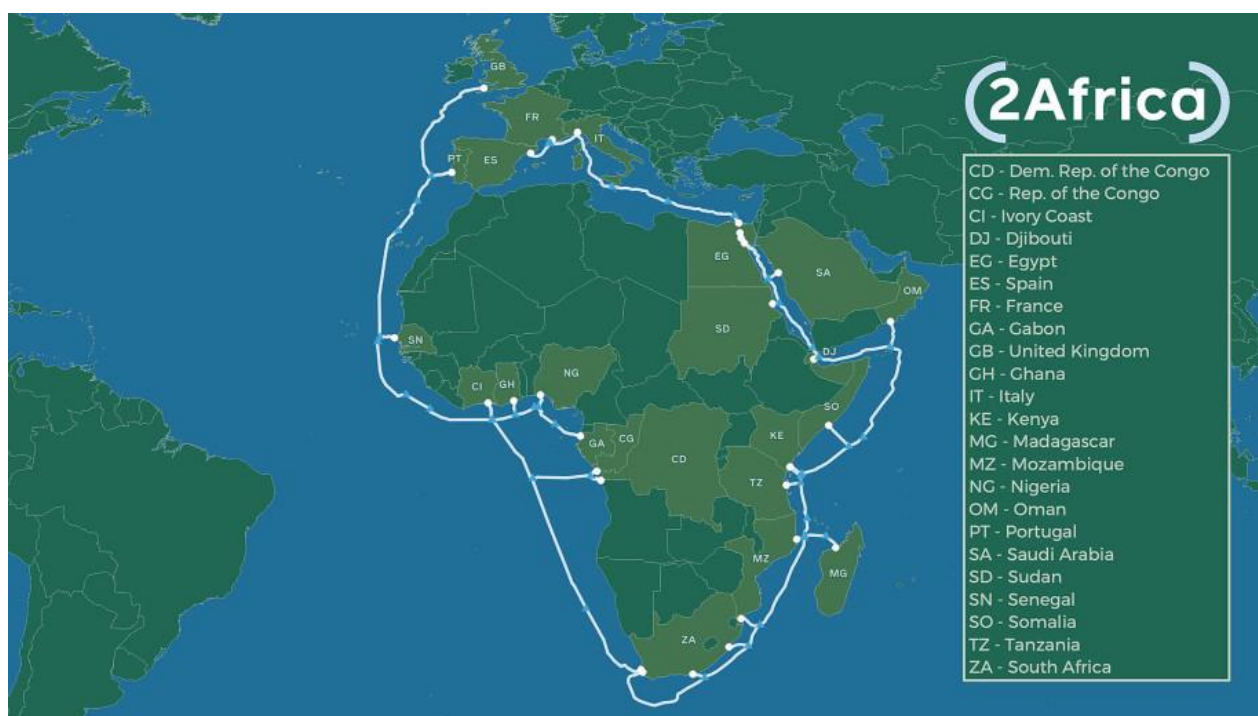 GB
(2Africa)
FR
IT
PT
ES
EG
SA
OM
SN
SD
DJ
CI
GH
NG
SO
GA
CG
KE
CD
TZ
MZ
MG
ZA
CD - Dem. Rep. of the Congo
CG - Rep. of the Congo
CI - Ivory Coast
DJ - Djibouti
EG - Egypt
ES - Spain
FR - France
GA - Gabon
GB - United Kingdom
GH - Ghana
IT - Italy
KE - Kenya
MG - Madagascar
MZ - Mozambique
NG - Nigeria
OM - Oman
PT - Portugal
SA - Saudi Arabia
SD - Sudan
SN - Senegal
SO - Somalia
TZ - Tanzania
ZA - South Africa